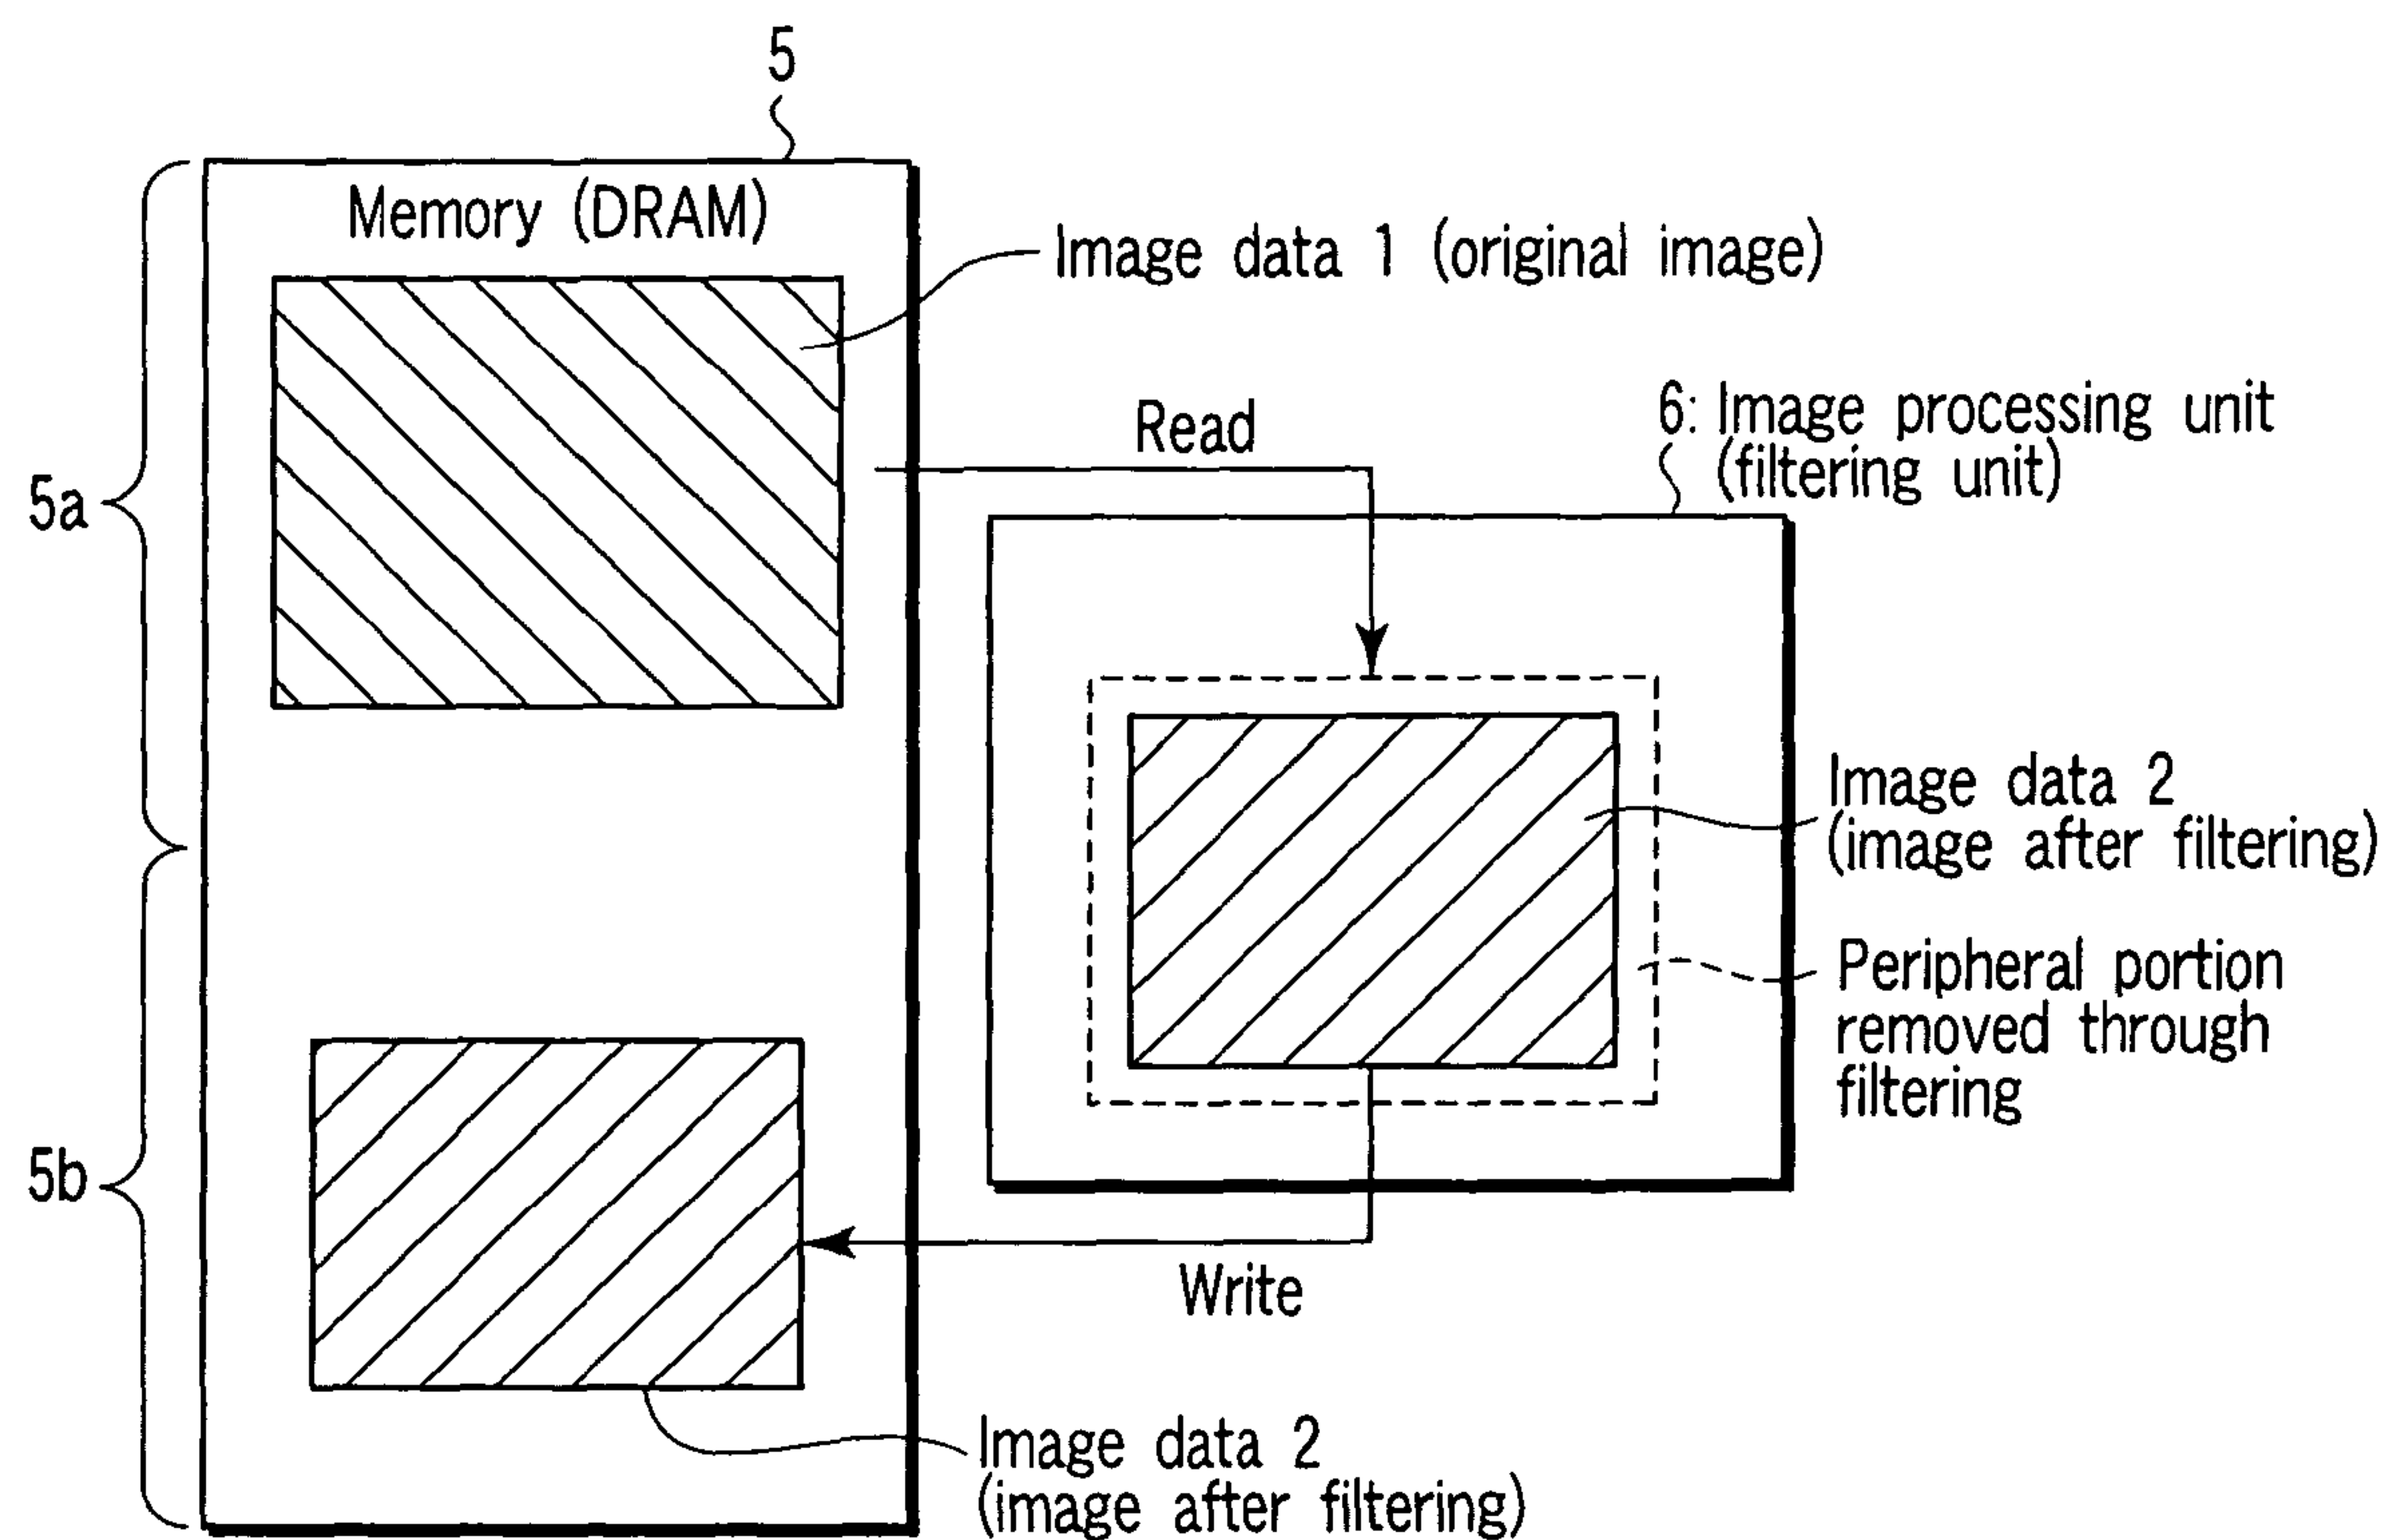 5
Memory (DRAM)
Image data 1 (original image)
Read
6: Image processing unit
(filtering unit)
5a
Image data 2
(image after filtering)
Peripheral portion
removed through
filtering
5b
Write
Image data 2
(image after filtering)